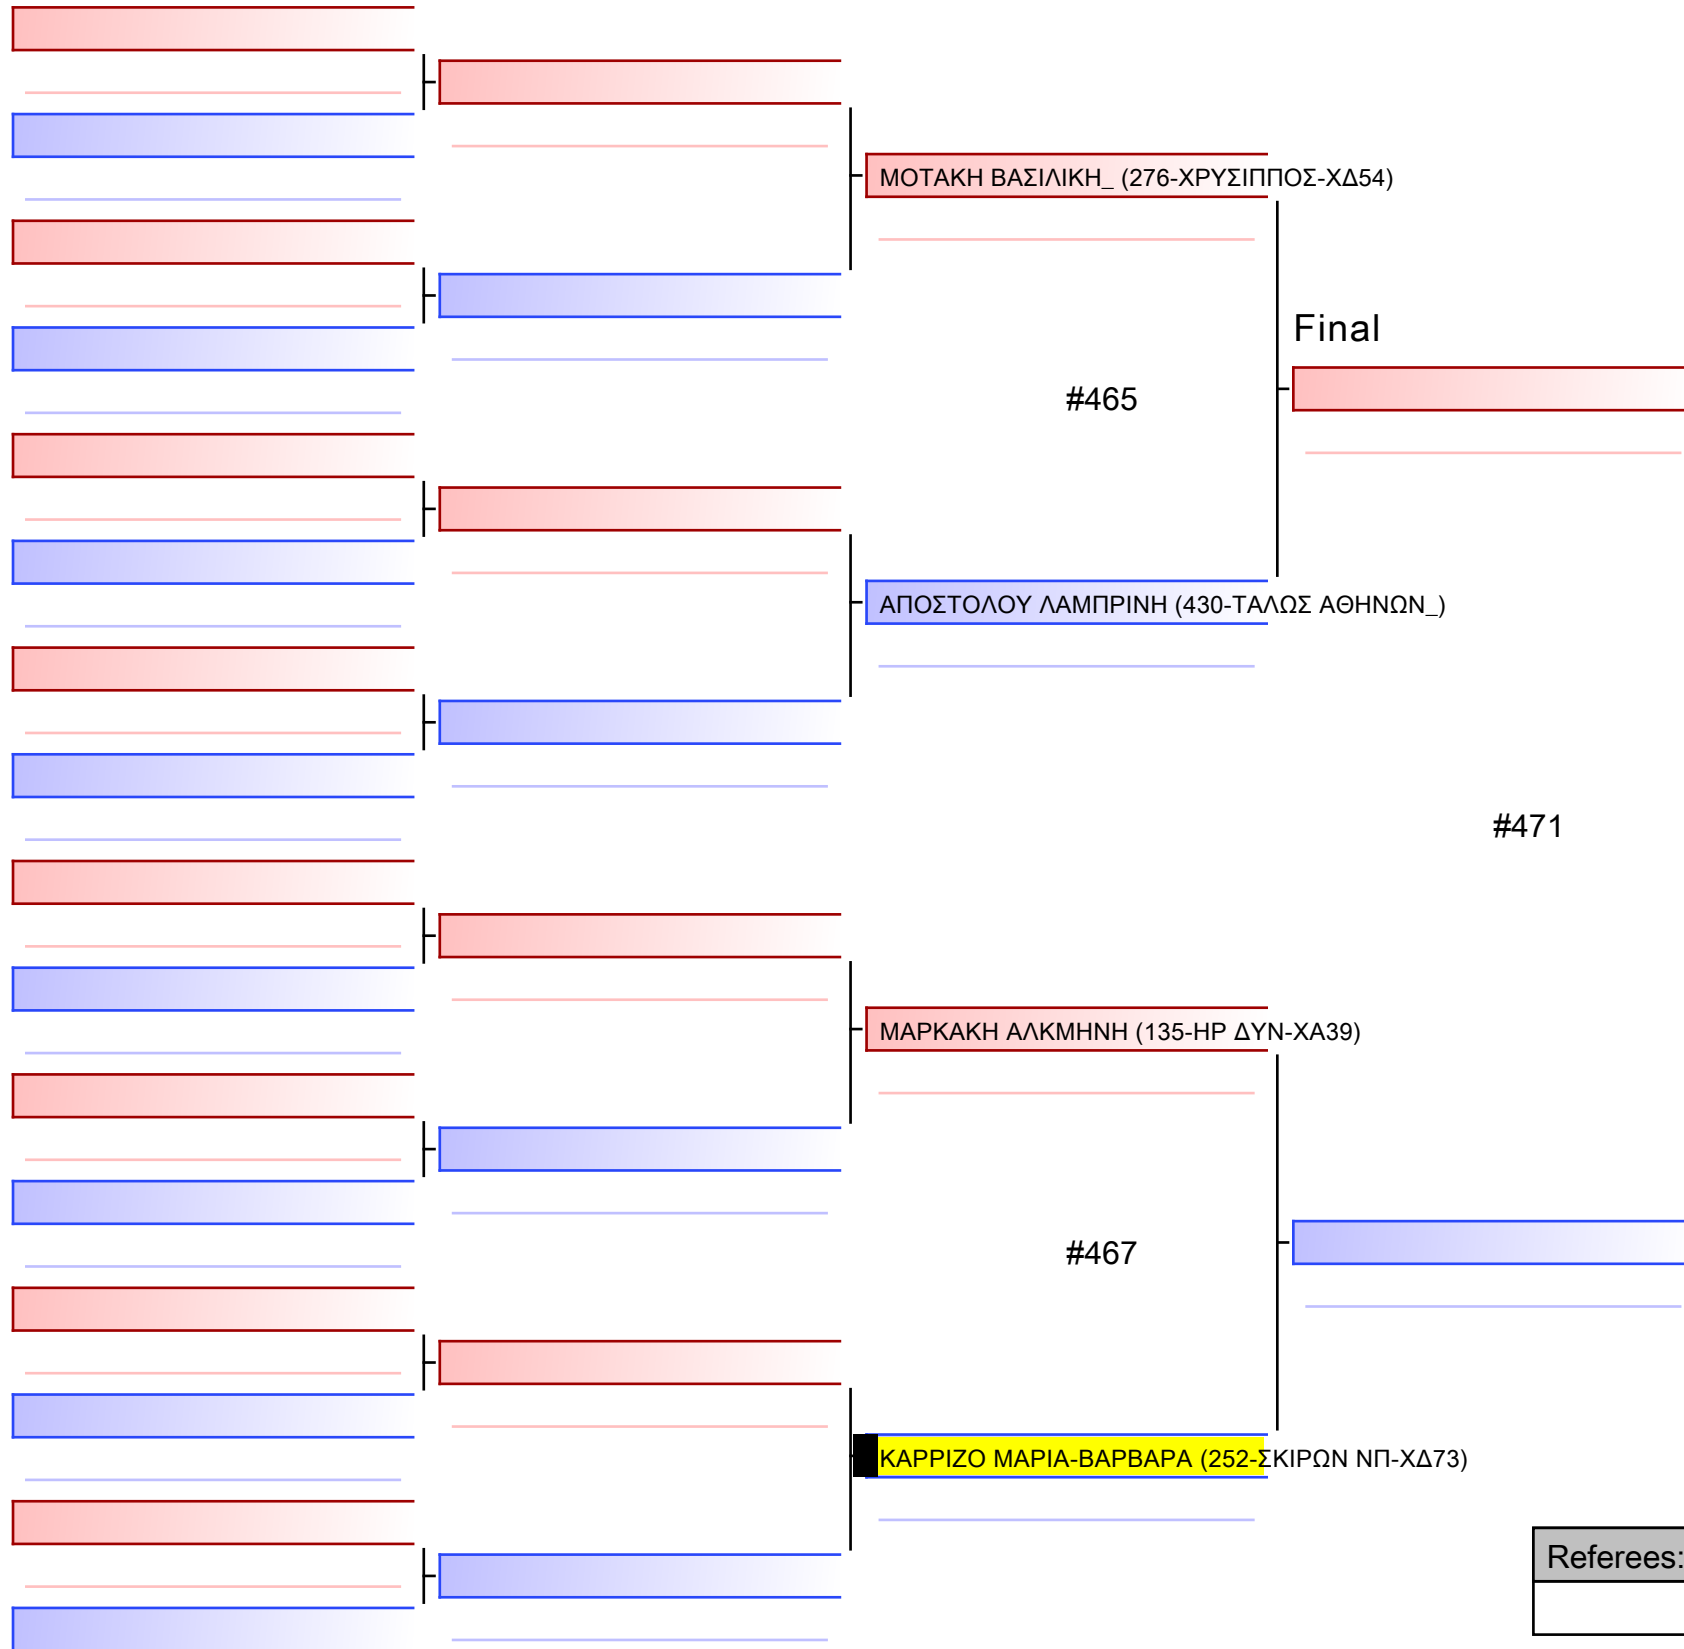 ΜΟΤΑΚΗ ΒΑΣΙΛΙΚΗ_ (276-ΧΡΥΣΙΠΠΟΣ-ΧΔ54)
Final
#465
ΑΠΟΣΤΟΛΟΥ ΛΑΜΠΡΙΝΗ (430-ΤΑΛΩΣ ΑΘΗΝΩΝ_)
#471
ΜΑΡΚΑΚΗ ΑΛΚΜΗΝΗ (135-ΗΡ ΔΥΝ-ΧΑ39)
#467
ΚΑΡΡΙΖΟ ΜΑΡΙΑ-ΒΑΡΒΑΡΑ (252-ΣΚΙΡΩΝ ΝΠ-ΧΔ73)
Referees: